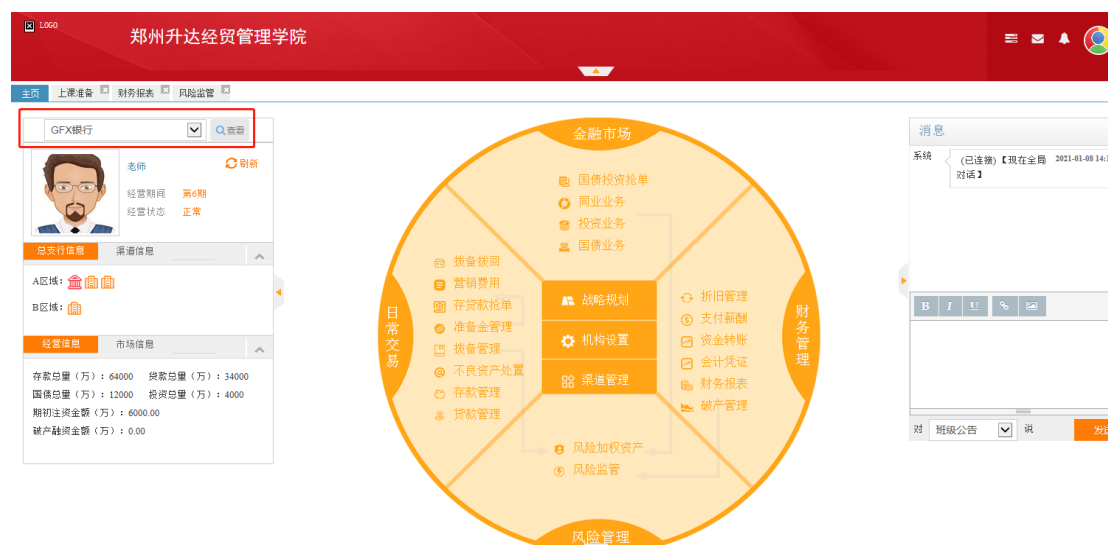 LOGO
郑州升达经贸管理学院
主页 上课准备 财务报表 风险监管
GFX银行 查看
老师 刷新
经营期间 第6期
经营状态 正常
总支行信息 渠道信息
A区域：
B区域：
经营信息 市场信息
存款总量（万）：64000 贷款总量（万）：34000
国债总量（万）：12000 投资总量（万）：4000
期初注资金额（万）：6000.00
破产融资金额（万）：0.00
金融市场
国债投资抢单
同业业务
投资业务
国债业务
日常交易
拨备拨回
营销费用
存贷款抢单
准备金管理
拨备管理
不良资产处置
存款管理
贷款管理
战略规划
机构设置
渠道管理
折旧管理
支付薪酬
资金转账
会计凭证
财务报表
破产管理
财务管理
风险加权资产
风险监管
风险管理
消息
系统 (已连接)【现在全局对话】 2021-01-08 14:1
B I U
对 班级公告 说 发送